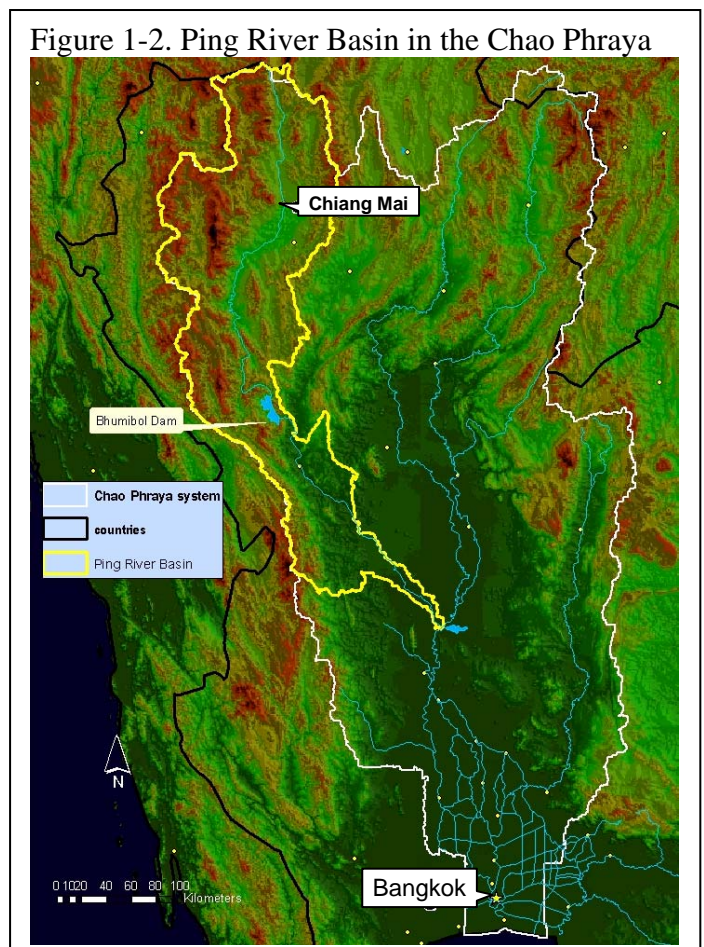 Figure 1-2. Ping River Basin in the Chao Phraya
Chiang Mai
Bhumibol Dam
Chao Phraya system
countries
Ping River Basin
N
0 10 20 40 60 80 100
Kilometers
Bangkok